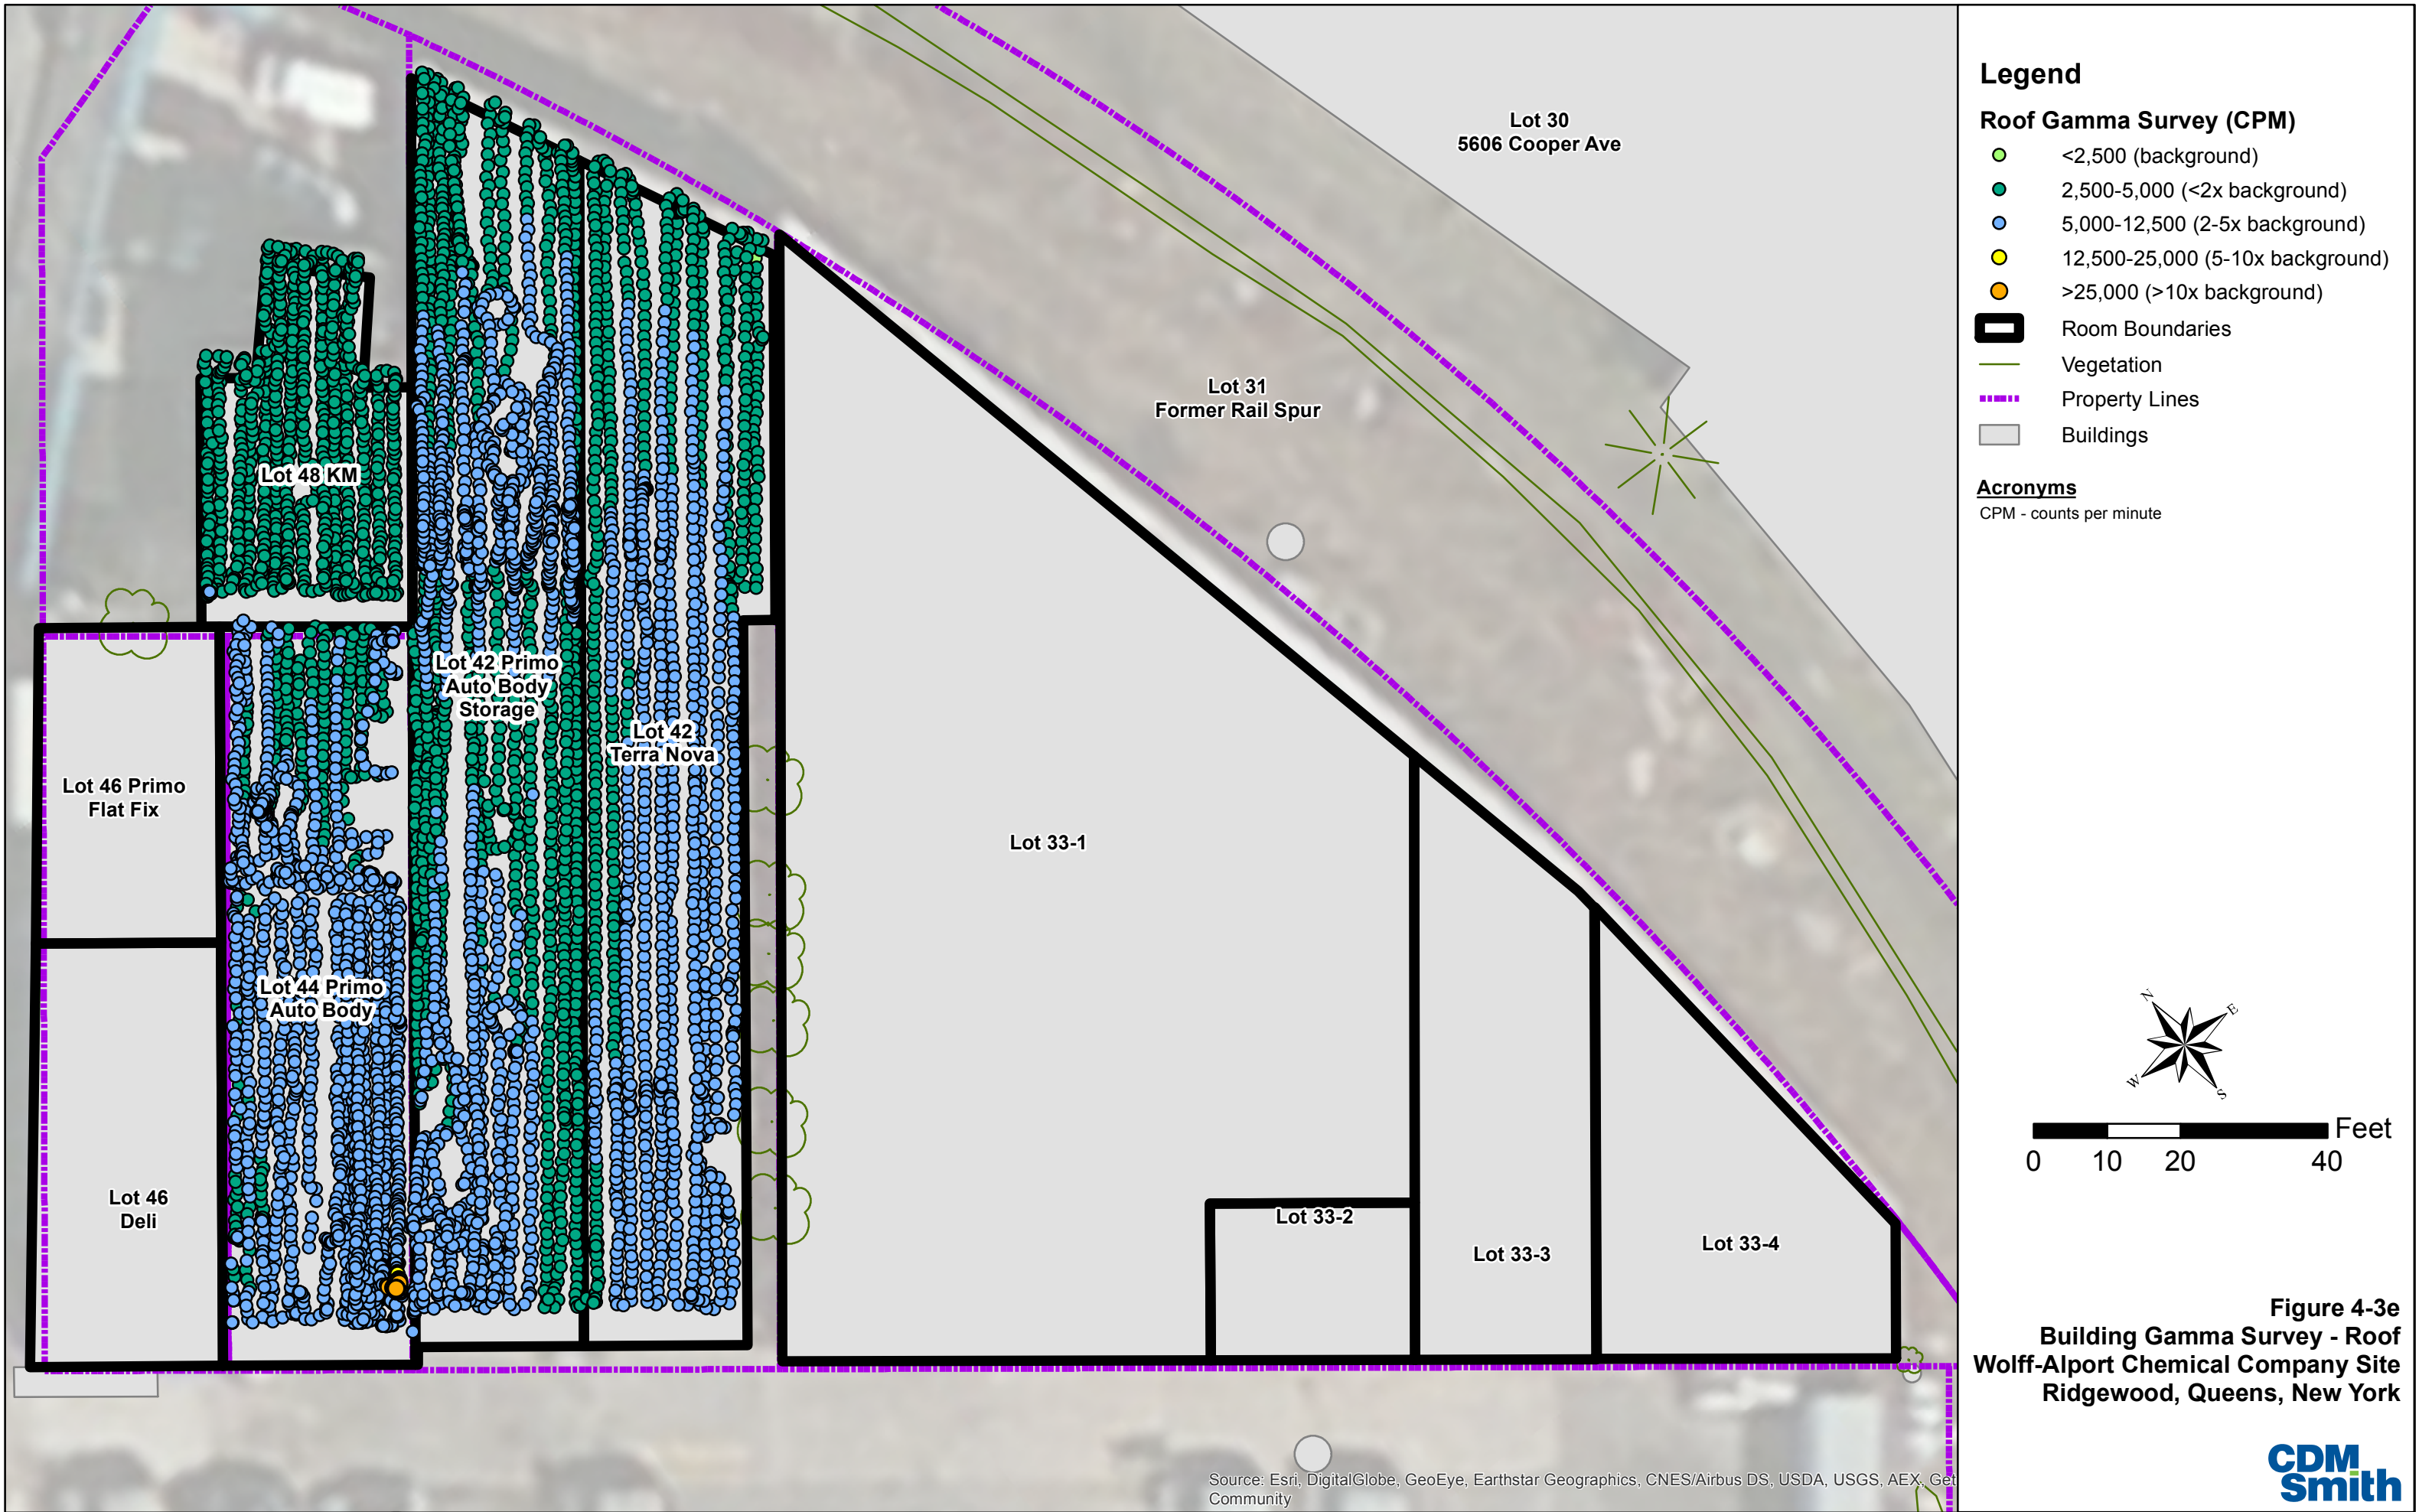 Lot 30
5606 Cooper Ave
Lot 31
Former Rail Spur
Lot 48 KM
Lot 42 Primo
Auto Body
Storage
Lot 42
Terra Nova
Lot 46 Primo
Flat Fix
Lot 33-1
Lot 44 Primo
Auto Body
Lot 46
Deli
Lot 33-2
Lot 33-3
Lot 33-4
Source: Esri, DigitalGlobe, GeoEye, Earthstar Geographics, CNES/Airbus DS, USDA, USGS, AEX, Get
Community
Legend
Roof Gamma Survey (CPM)
<2,500 (background)
2,500-5,000 (<2x background)
5,000-12,500 (2-5x background)
12,500-25,000 (5-10x background)
>25,000 (>10x background)
Room Boundaries
Vegetation
Property Lines
Buildings
Acronyms
CPM - counts per minute
N
E
W
S
Feet
0 10 20 40
Figure 4-3e
Building Gamma Survey - Roof
Wolff-Alport Chemical Company Site
Ridgewood, Queens, New York
CDM
Smith